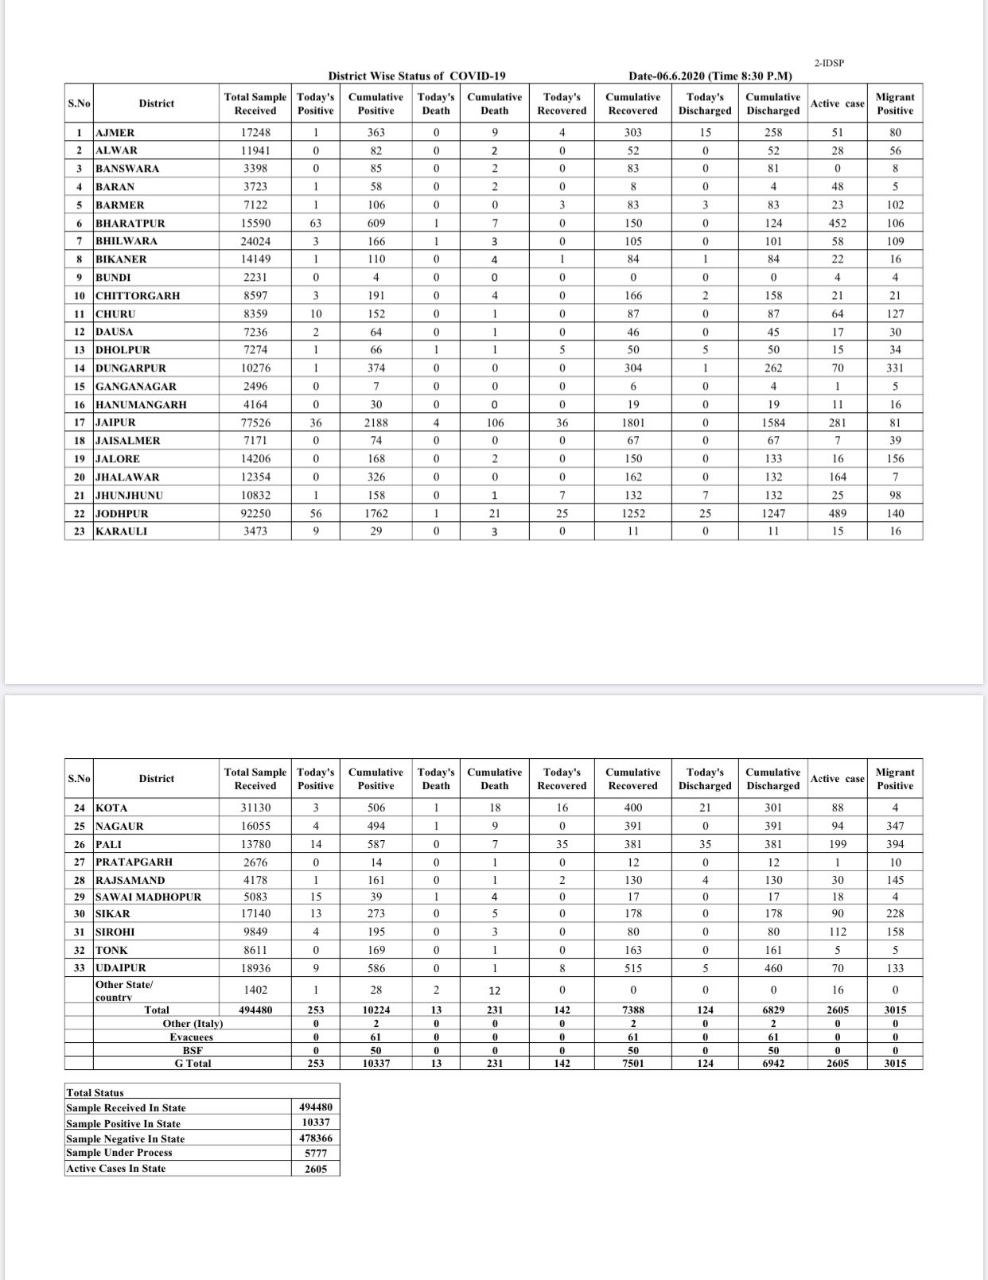 2-IDSP
District Wise Status of COVID-19 Date-06.6.2020 (Time 8:30 P.M)
S.No District Total Sample Received Today's Positive Cumulative Positive Today's Death Cumulative Death Today's Recovered Cumulative Recovered Today's Discharged Cumulative Discharged Active case Migrant Positive
1 AJMER 17248 1 363 0 9 4 303 15 258 51 80
2 ALWAR 11941 0 82 0 2 0 52 0 52 28 56
3 BANSWARA 3398 0 85 0 2 0 83 0 81 0 8
4 BARAN 3723 1 58 0 2 0 8 0 4 48 5
5 BARMER 7122 1 106 0 0 3 83 3 83 23 102
6 BHARATPUR 15590 63 609 1 7 0 150 0 124 452 106
7 BHILWARA 24024 3 166 1 3 0 105 0 101 58 109
8 BIKANER 14149 1 110 0 4 1 84 1 84 22 16
9 BUNDI 2231 0 4 0 0 0 0 0 0 4 4
10 CHITTORGARH 8597 3 191 0 4 0 166 2 158 21 21
11 CHURU 8359 10 152 0 1 0 87 0 87 64 127
12 DAUSA 7236 2 64 0 1 0 46 0 45 17 30
13 DHOLPUR 7274 1 66 1 1 5 50 5 50 15 34
14 DUNGARPUR 10276 1 374 0 0 0 304 1 262 70 331
15 GANGANAGAR 2496 0 7 0 0 0 6 0 4 1 5
16 HANUMANGARH 4164 0 30 0 0 0 19 0 19 11 16
17 JAIPUR 77526 36 2188 4 106 36 1801 0 1584 281 81
18 JAISALMER 7171 0 74 0 0 0 67 0 67 7 39
19 JALORE 14206 0 168 0 2 0 150 0 133 16 156
20 JHALAWAR 12354 0 326 0 0 0 162 0 132 164 7
21 JHUNJHUNU 10832 1 158 0 1 7 132 7 132 25 98
22 JODHPUR 92250 56 1762 1 21 25 1252 25 1247 489 140
23 KARAULI 3473 9 29 0 3 0 11 0 11 15 16
S.No District Total Sample Received Today's Positive Cumulative Positive Today's Death Cumulative Death Today's Recovered Cumulative Recovered Today's Discharged Cumulative Discharged Active case Migrant Positive
24 KOTA 31130 3 506 1 18 16 400 21 301 88 4
25 NAGAUR 16055 4 494 1 9 0 391 0 391 94 347
26 PALI 13780 14 587 0 7 35 381 35 381 199 394
27 PRATAPGARH 2676 0 14 0 1 0 12 0 12 1 10
28 RAJSAMAND 4178 1 161 0 1 2 130 4 130 30 145
29 SAWAI MADHOPUR 5083 15 39 1 4 0 17 0 17 18 4
30 SIKAR 17140 13 273 0 5 0 178 0 178 90 228
31 SIROHI 9849 4 195 0 3 0 80 0 80 112 158
32 TONK 8611 0 169 0 1 0 163 0 161 5 5
33 UDAIPUR 18936 9 586 0 1 8 515 5 460 70 133
Other State/ country 1402 1 28 2 12 0 0 0 0 16 0
Total 494480 253 10224 13 231 142 7388 124 6829 2605 3015
Other (Italy) 0 2 0 0 0 2 0 2 0 0
Evacuees 0 61 0 0 0 61 0 61 0 0
BSF 0 50 0 0 0 50 0 50 0 0
G Total 253 10337 13 231 142 7501 124 6942 2605 3015
Total Status
Sample Received In State 494480
Sample Positive In State 10337
Sample Negative In State 478366
Sample Under Process 5777
Active Cases In State 2605